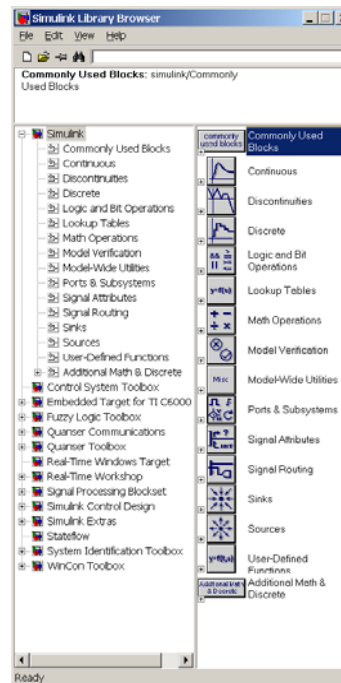 Simulink Library Browser
File Edit View Help
Commonly Used Blocks: simulink/Commonly
Used Blocks
Simulink
Commonly Used Blocks
Continuous
Discontinuities
Discrete
Logic and Bit Operations
Lookup Tables
Math Operations
Model Verification
Model-Wide Utilities
Ports & Subsystems
Signal Attributes
Signal Routing
Sinks
Sources
User-Defined Functions
Additional Math & Discrete
Control System Toolbox
Embedded Target for TI C6000
Fuzzy Logic Toolbox
Quanser Communications
Quanser Toolbox
Real-Time Windows Target
Real-Time Workshop
Signal Processing Blockset
Simulink Control Design
Simulink Extras
Stateflow
System Identification Toolbox
WinCon Toolbox
commonly
used blocks
Commonly Used
Blocks
Continuous
Discontinuities
Discrete
Logic and Bit
Operations
y=f(u)
Lookup Tables
Math Operations
Model Verification
Misc
Model-Wide Utilities
Ports & Subsystems
Signal Attributes
Signal Routing
Sinks
Sources
y=f(u)
User-Defined
Functions
Additional Math
& Discrete
Additional Math &
Discrete
Ready